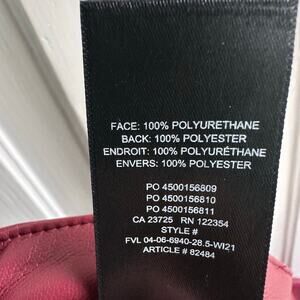 FACE: 100% POLYURETHANE
BACK: 100% POLYESTER
ENDROIT: 100% POLYURÉTHANE
ENVERS: 100% POLYESTER
PO 4500156809
PO 4500156810
PO 4500156811
CA 23725 RN 122354
STYLE #
FVL 04-06-6940-28.5-WI21
ARTICLE # 82484